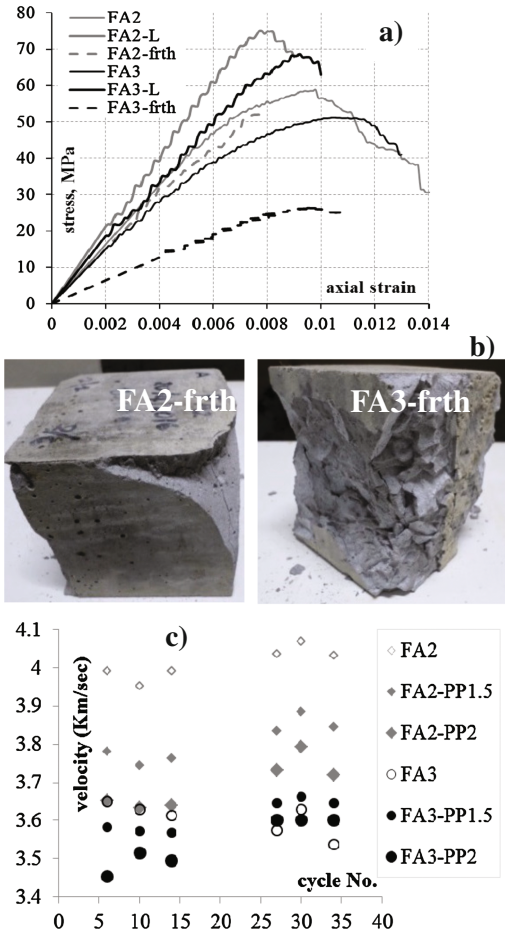 a)
FA2
FA2-L
FA2-frth
FA3
FA3-L
FA3-frth
stress, MPa
80
70
60
50
40
30
20
10
0
axial strain
0 0.002 0.004 0.006 0.008 0.01 0.012 0.014
b)
FA2-frth
FA3-frth
c)
velocity (Km/sec)
4.1
4
3.9
3.8
3.7
3.6
3.5
3.4
cycle No.
0 5 10 15 20 25 30 35 40
FA2
FA2-PP1.5
FA2-PP2
FA3
FA3-PP1.5
FA3-PP2